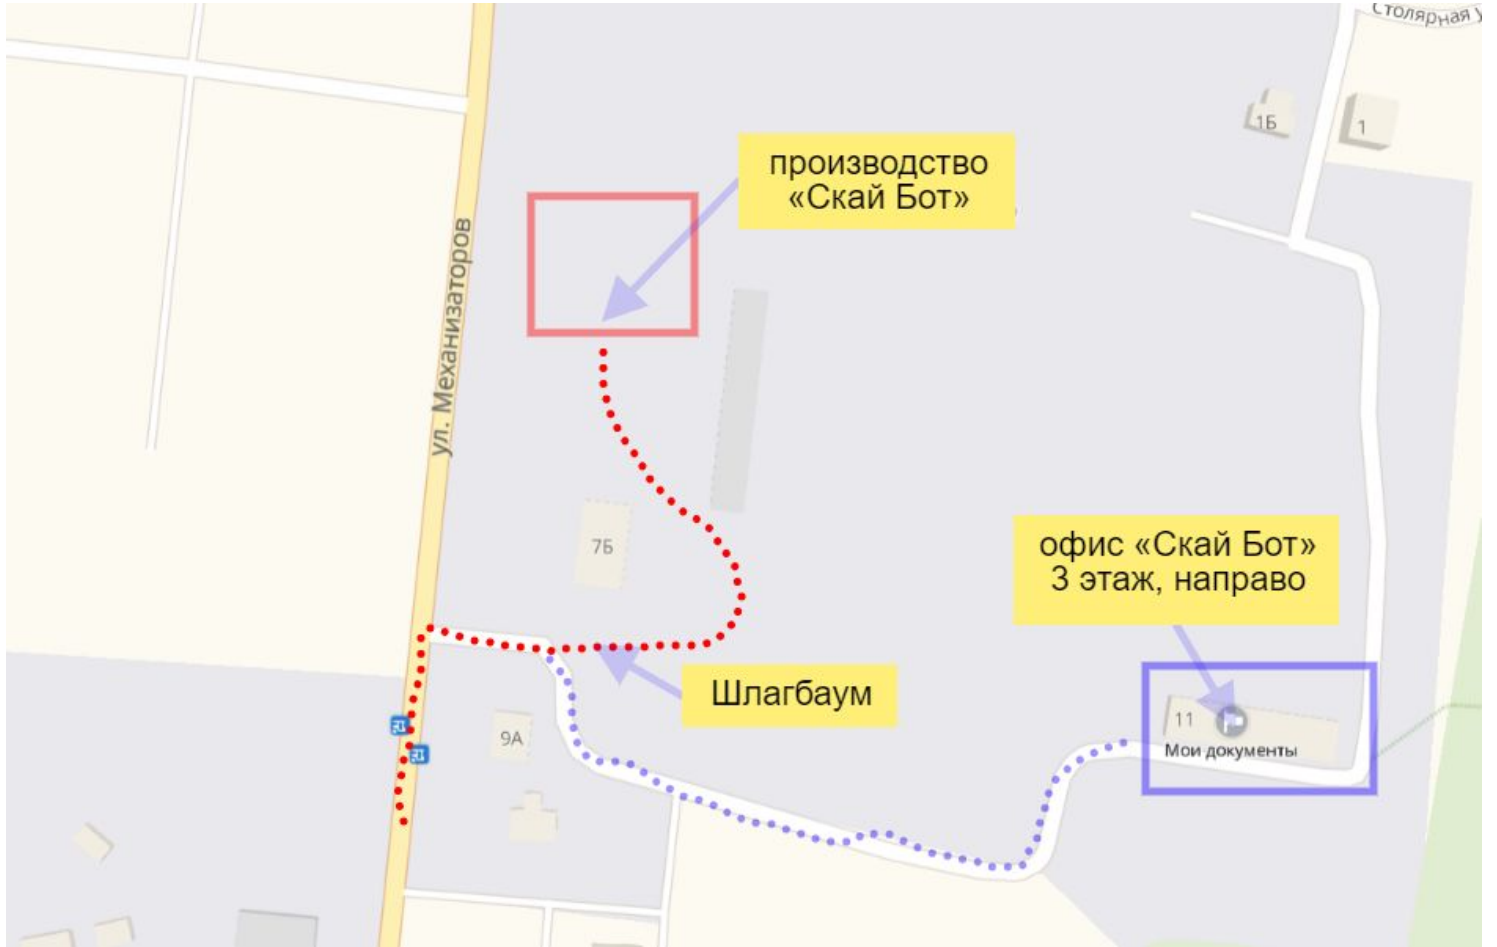 Столярная у
1Б
1
производство
«Скай Бот»
ул. Механизаторов
7Б
офис «Скай Бот»
3 этаж, направо
Шлагбаум
9А
11
Мои документы